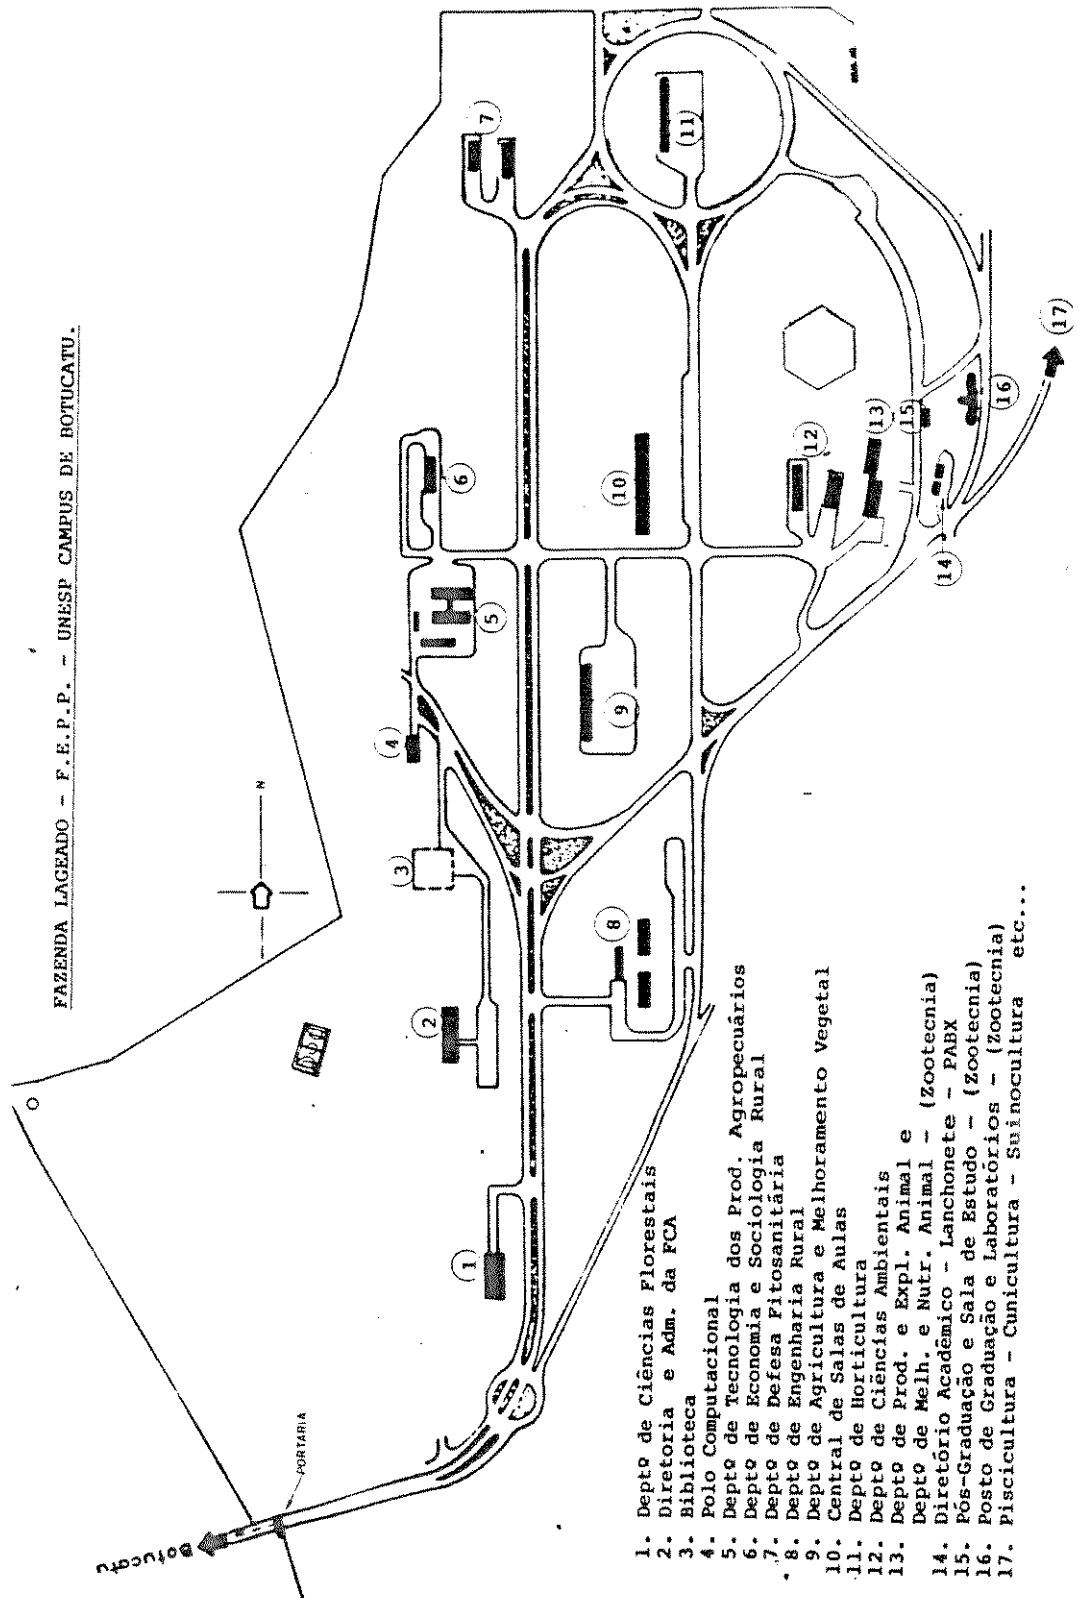 FAZENDA LAGEADO - F.E.P.P. - UNESP CAMPUS DE BOTUCATU.
N
Botucatu
PORTARIA
1
2
3
4
5
6
7
8
9
10
11
12
13
14
15
16
17
1. Deptº de Ciências Florestais
2. Diretoria e Adm. da FCA
3. Biblioteca
4. Polo Computacional
5. Deptº de Tecnologia dos Prod. Agropecuários
6. Deptº de Economia e Sociologia Rural
7. Deptº de Defesa Fitosanitária
8. Deptº de Engenharia Rural
9. Deptº de Agricultura e Melhoramento Vegetal
10. Central de Salas de Aulas
11. Deptº de Horticultura
12. Deptº de Ciências Ambientais
13. Deptº de Prod. e Expl. Animal e
Deptº de Melh. e Nutr. Animal - (Zootecnia)
14. Diretório Acadêmico - Lanchonete - PABX
15. Pós-Graduação e Sala de Estudo - (Zootecnia)
16. Posto de Graduação e Laboratórios - (Zootecnia)
17. Piscicultura - Cunicultura - Suinocultura etc...